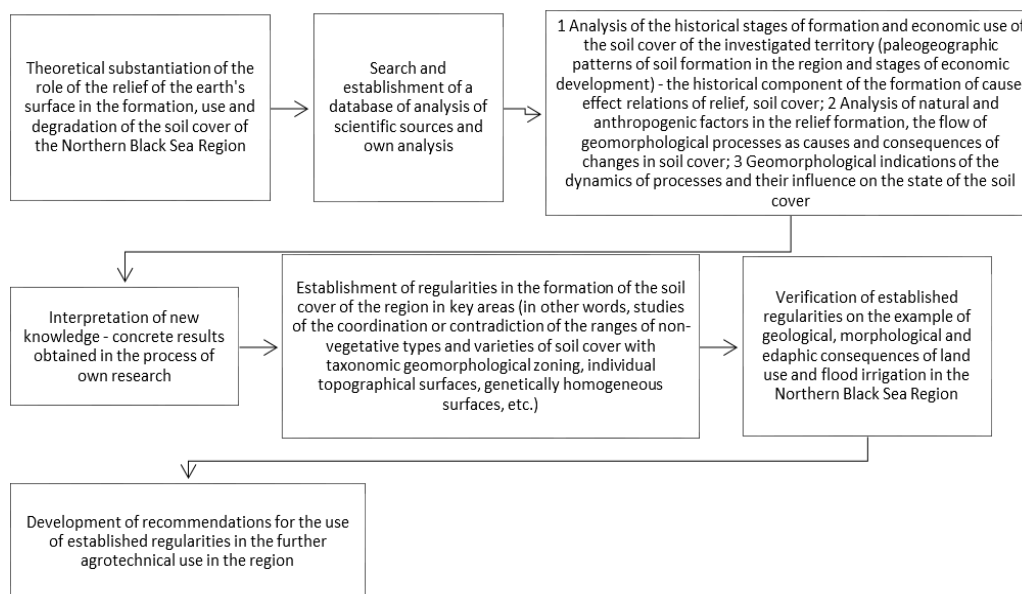 Theoretical substantiation of the
role of the relief of the earth's
surface in the formation, use and
degradation of the soil cover of
the Northern Black Sea Region
Search and
establishment of a
database of analysis of
scientific sources and
own analysis
1 Analysis of the historical stages of formation and economic use of
the soil cover of the investigated territory (paleogeographic
patterns of soil formation in the region and stages of economic
development) - the historical component of the formation of cause
effect relations of relief, soil cover; 2 Analysis of natural and
anthropogenic factors in the relief formation, the flow of
geomorphological processes as causes and consequences of
changes in soil cover; 3 Geomorphological indications of the
dynamics of processes and their influence on the state of the soil
cover
Interpretation of new
knowledge - concrete results
obtained in the process of
own research
Establishment of regularities in the formation of the soil
cover of the region in key areas (in other words, studies
of the coordination or contradiction of the ranges of non-
vegetative types and varieties of soil cover with
taxonomic geomorphological zoning, individual
topographical surfaces, genetically homogeneous
surfaces, etc.)
Verification of established
regularities on the example of
geological, morphological and
edaphic consequences of land
use and flood irrigation in the
Northern Black Sea Region
Development of recommendations for the use
of established regularities in the further
agrotechnical use in the region